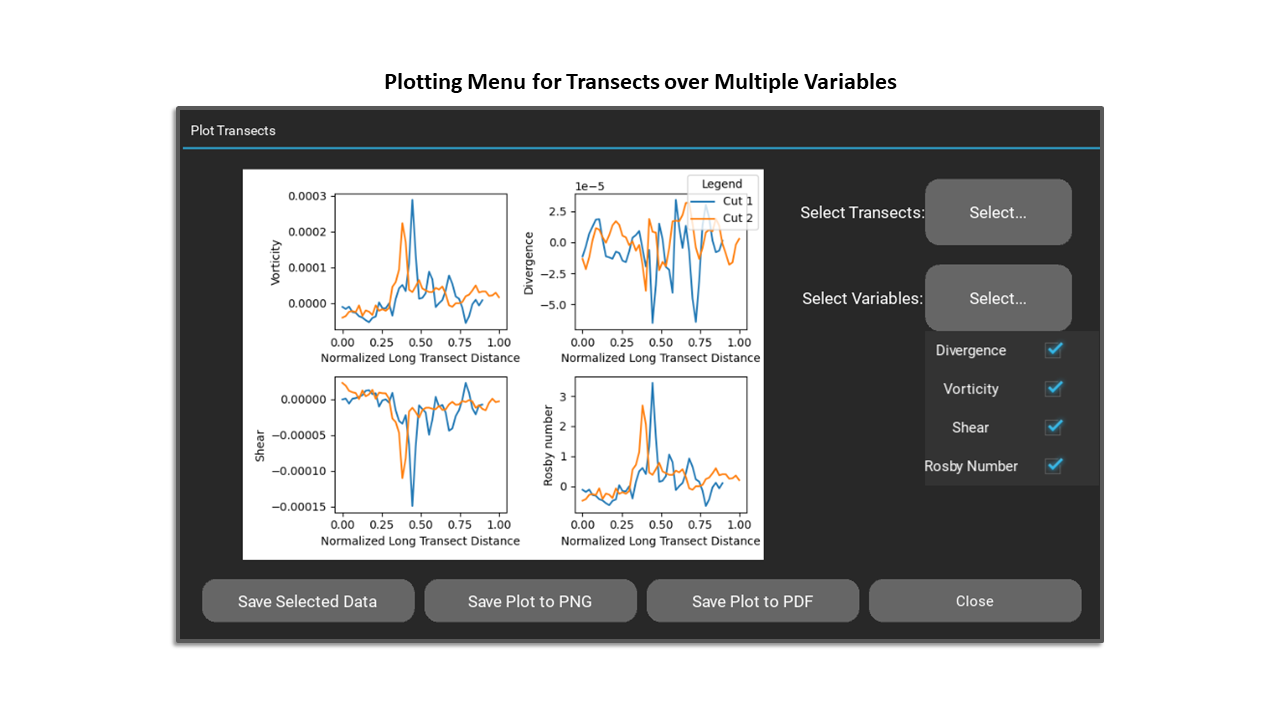 Plotting Menu for Transects over Multiple Variables
Plot Transects
0.0003
0.0002
0.0001
0.0000
Vorticity
0.00 0.25 0.50 0.75 1.00
Normalized Long Transect Distance
1e−5
2.5
0.0
−2.5
−5.0
Divergence
Legend
Cut 1
Cut 2
0.00 0.25 0.50 0.75 1.00
Normalized Long Transect Distance
0.00000
−0.00005
−0.00010
−0.00015
Shear
0.00 0.25 0.50 0.75 1.00
Normalized Long Transect Distance
3
2
1
0
Rosby number
0.00 0.25 0.50 0.75 1.00
Normalized Long Transect Distance
Select Transects: Select...
Select Variables: Select...
Divergence
Vorticity
Shear
Rosby Number
Save Selected Data Save Plot to PNG Save Plot to PDF Close